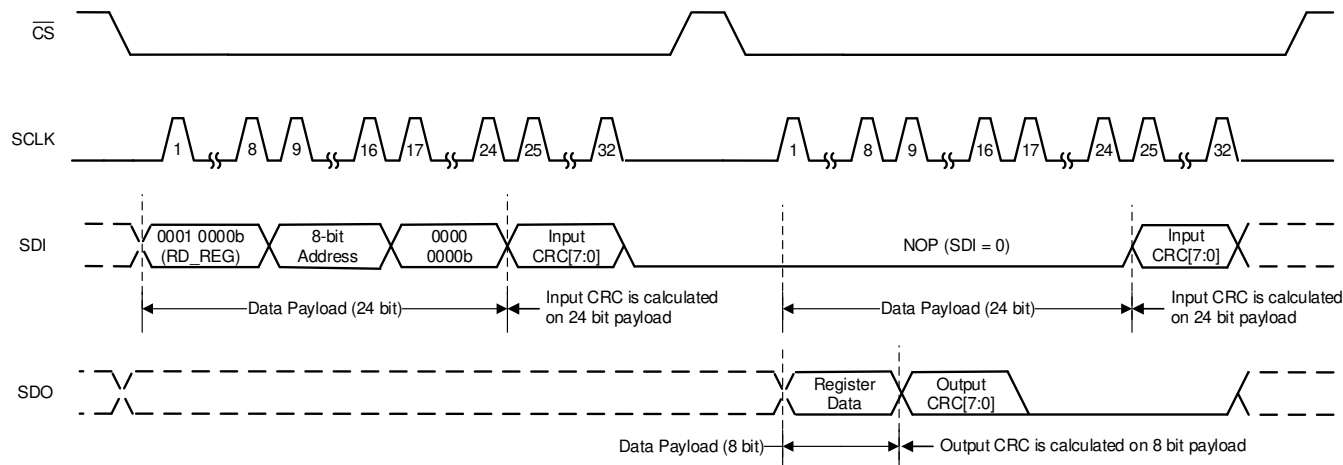 CS
SCLK
1 8 9 16 17 24 25 32 1 8 9 16 17 24 25 32
SDI
0001 0000b
(RD_REG)
8-bit
Address
0000
0000b
Input
CRC[7:0]
NOP (SDI = 0)
Input
CRC[7:0]
Data Payload (24 bit)
Input CRC is calculated
on 24 bit payload
Data Payload (24 bit)
Input CRC is calculated
on 24 bit payload
SDO
Register
Data
Output
CRC[7:0]
Data Payload (8 bit)
Output CRC is calculated on 8 bit payload